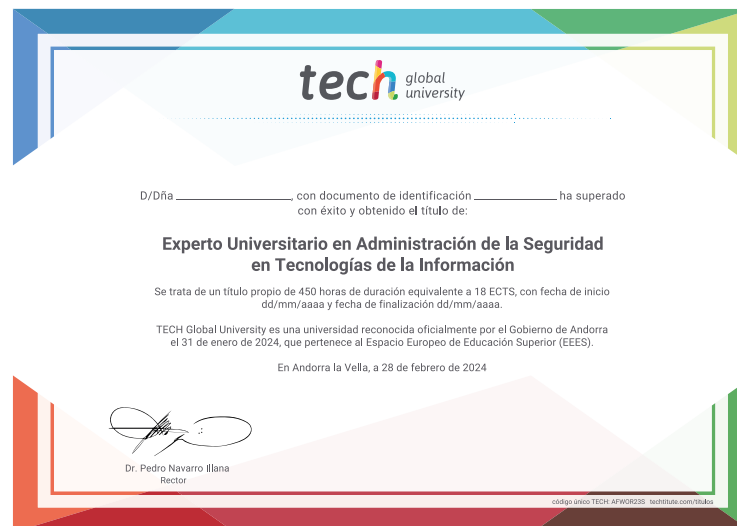 tech global
university
D/Dña ____________, con documento de identificación ____________ ha superado
con éxito y obtenido el título de:
Experto Universitario en Administración de la Seguridad
en Tecnologías de la Información
Se trata de un título propio de 450 horas de duración equivalente a 18 ECTS, con fecha de inicio
dd/mm/aaaa y fecha de finalización dd/mm/aaaa.
TECH Global University es una universidad reconocida oficialmente por el Gobierno de Andorra
el 31 de enero de 2024, que pertenece al Espacio Europeo de Educación Superior (EEES).
En Andorra la Vella, a 28 de febrero de 2024
Dr. Pedro Navarro Illana
Rector
código único TECH: AFWOR23S techtitute.com/titulos